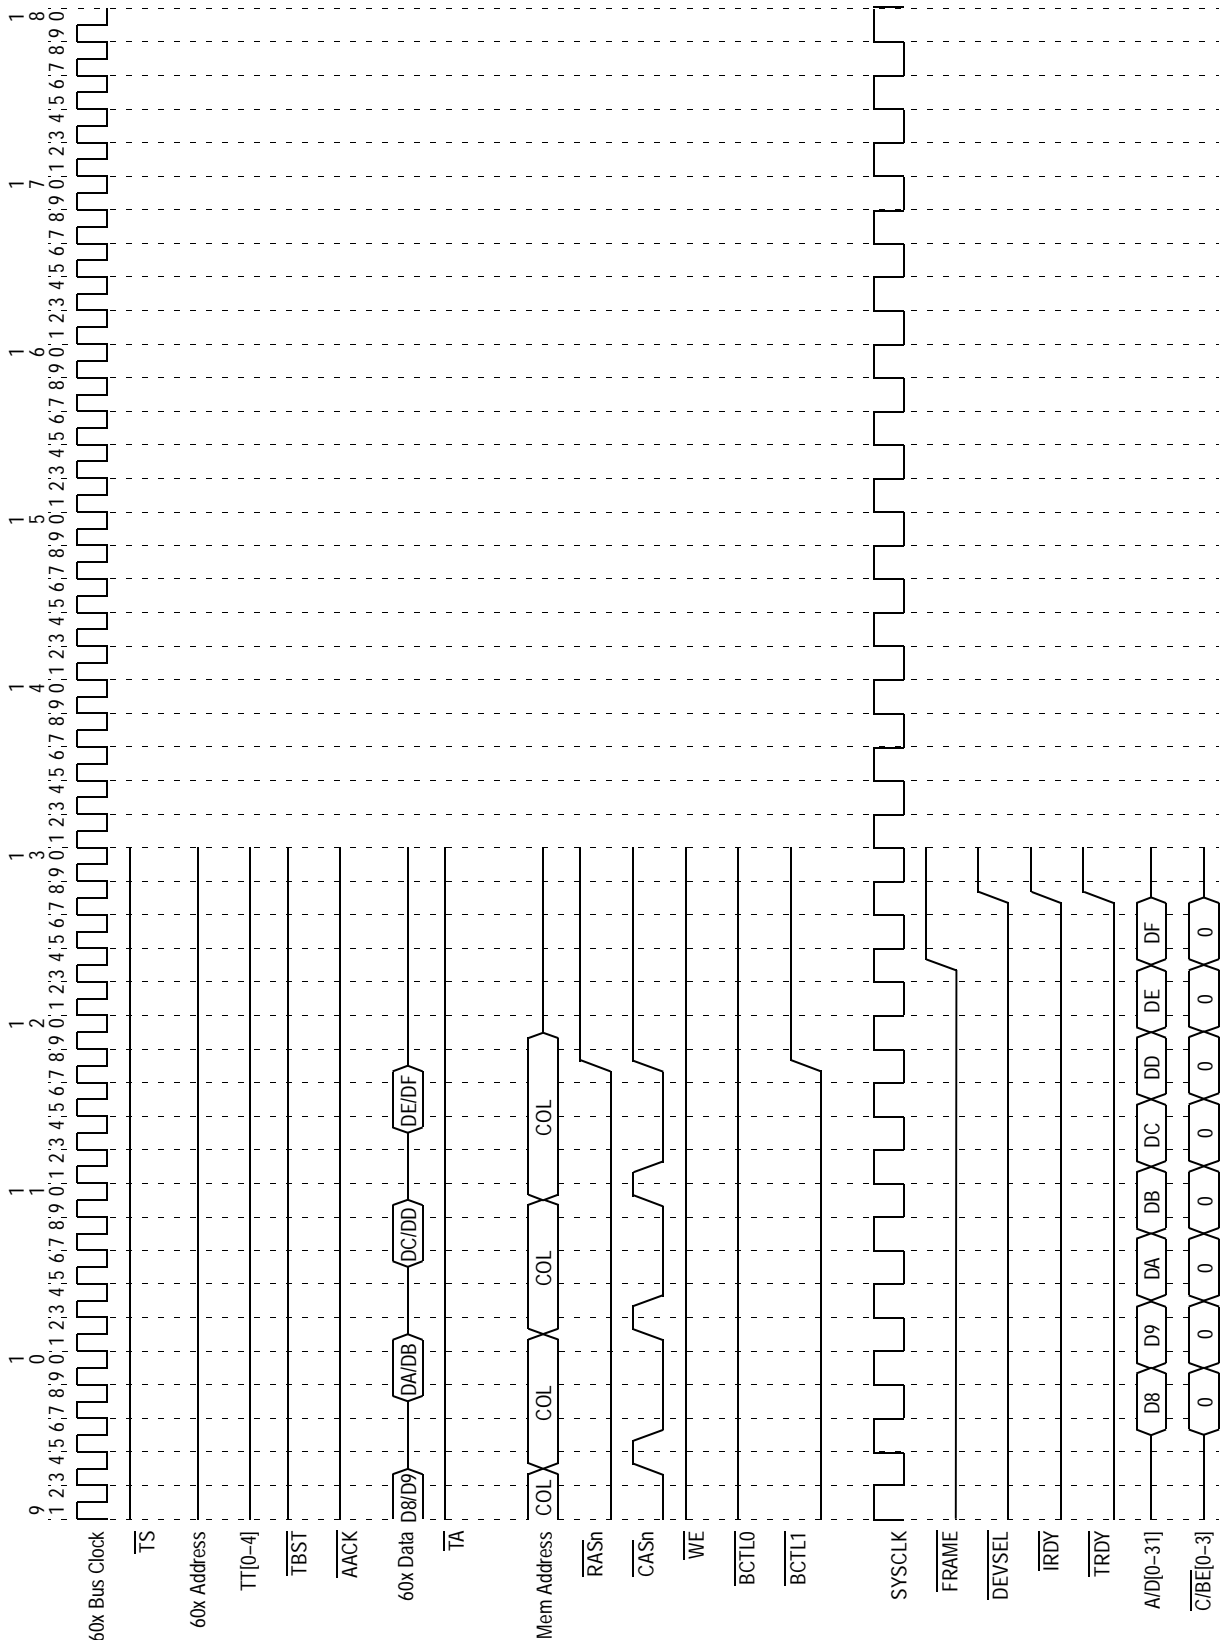 1 1 1 1 1 1 1 1 1
9 0 1 2 3 4 5 6 7 8
1 2 3 4 5 6 7 8 9 0 1 2 3 4 5 6 7 8 9 0 1 2 3 4 5 6 7 8 9 0 1 2 3 4 5 6 7 8 9 0 1 2 3 4 5 6 7 8 9 0 1 2 3 4 5 6 7 8 9 0 1 2 3 4 5 6 7 8 9 0 1 2 3 4 5 6 7 8 9 0 1 2 3 4 5 6 7 8 9 0
60x Bus Clock
TS
60x Address
TT[0–4]
TBST
AACK
60x Data D8/D9 DA/DB DC/DD DE/DF
TA
Mem Address COL COL COL COL
RASn
CASn
WE
BCTL0
BCTL1
SYSCLK
FRAME
DEVSEL
IRDY
TRDY
A/D[0–31] D8 D9 DA DB DC DD DE DF
C/BE[0–3] 0 0 0 0 0 0 0 0